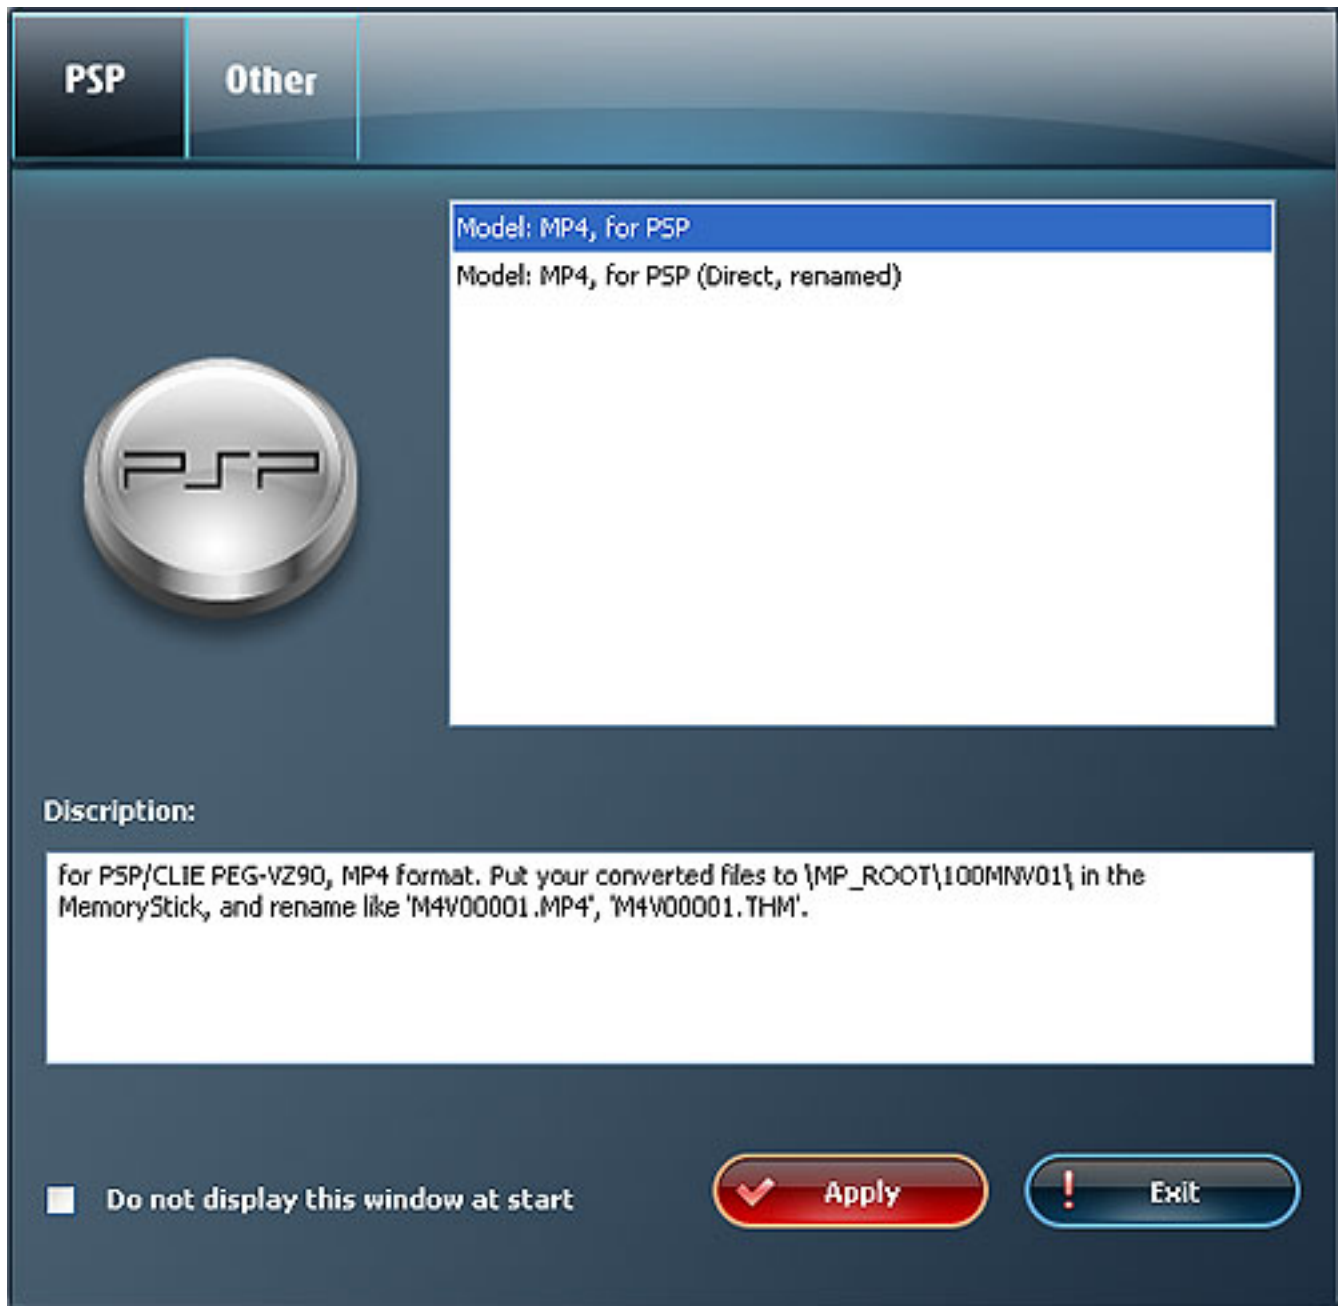 PSP
Other
Model: MP4, for PSP
Model: MP4, for PSP (Direct, renamed)
PSP
Discription:
for PSP/CLIE PEG-VZ90, MP4 format. Put your converted files to \MP_ROOT\100MNV01\ in the
MemoryStick, and rename like 'M4V00001.MP4', 'M4V00001.THM'.
Do not display this window at start
Apply
Exit